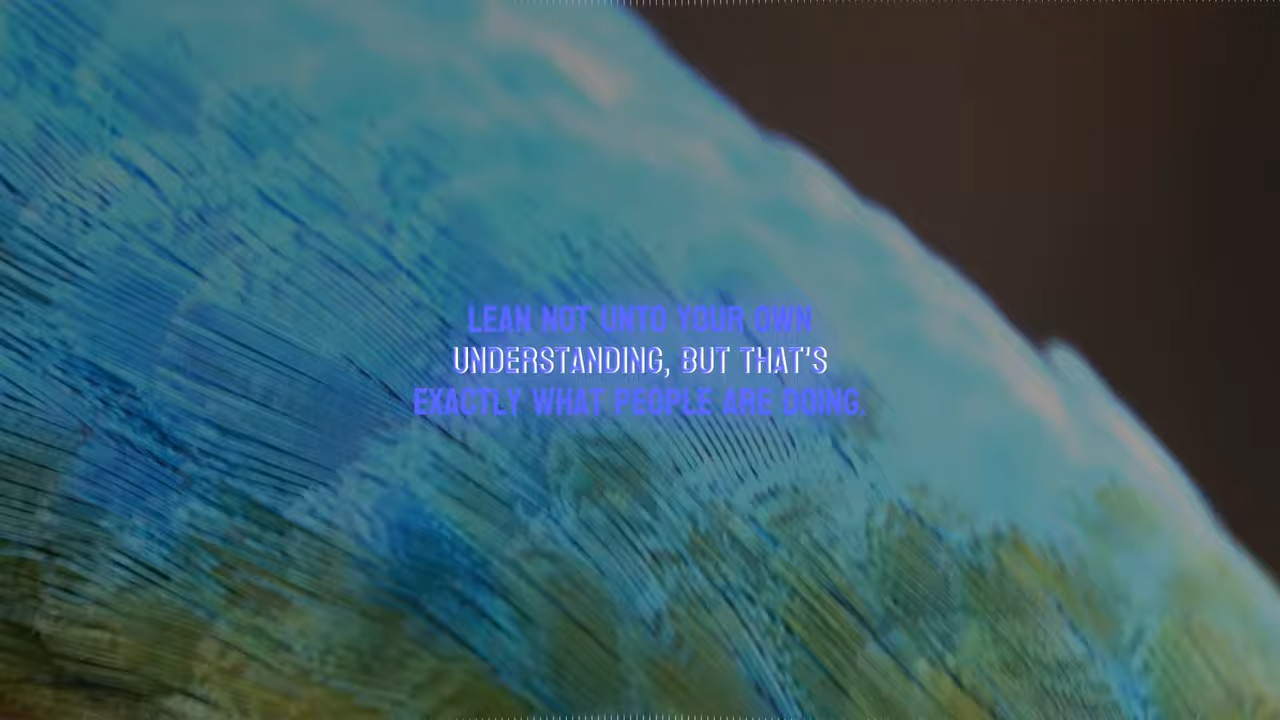 LEAN NOT UNTO YOUR OWN
UNDERSTANDING, BUT THAT'S
EXACTLY WHAT PEOPLE ARE DOING.